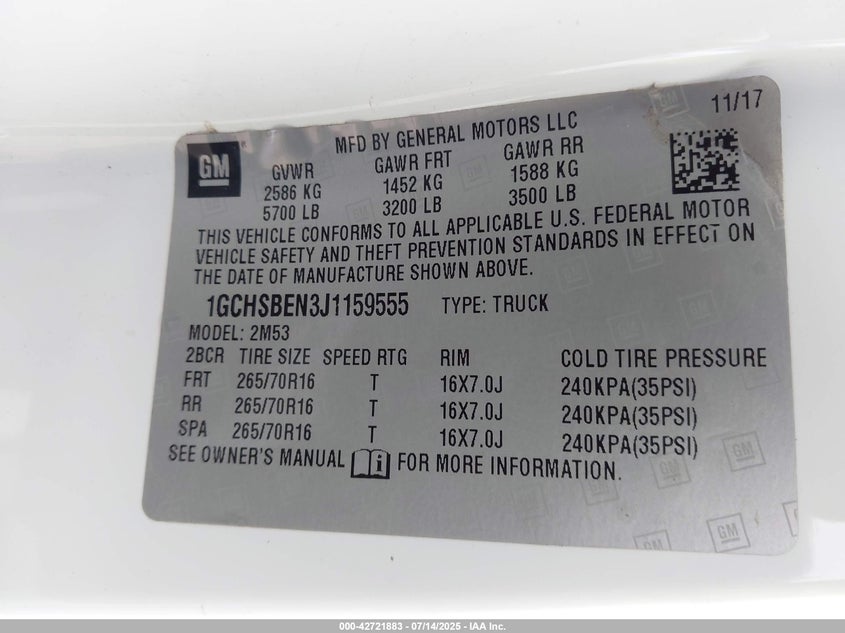 11/17
MFD BY GENERAL MOTORS LLC
GM
GVWR GAWR FRT GAWR RR
2586 KG 1452 KG 1588 KG
5700 LB 3200 LB 3500 LB
THIS VEHICLE CONFORMS TO ALL APPLICABLE U.S. FEDERAL MOTOR
VEHICLE SAFETY AND THEFT PREVENTION STANDARDS IN EFFECT ON
THE DATE OF MANUFACTURE SHOWN ABOVE.
1GCHSBEN3J1159555 TYPE: TRUCK
MODEL: 2M53
2BCR TIRE SIZE SPEED RTG RIM COLD TIRE PRESSURE
FRT 265/70R16 T 16X7.0J 240KPA(35PSI)
RR 265/70R16 T 16X7.0J 240KPA(35PSI)
SPA 265/70R16 T 16X7.0J 240KPA(35PSI)
SEE OWNER'S MANUAL i FOR MORE INFORMATION.
GM
GM
GM
000-42721883 - 07/14/2025 - IAA Inc.